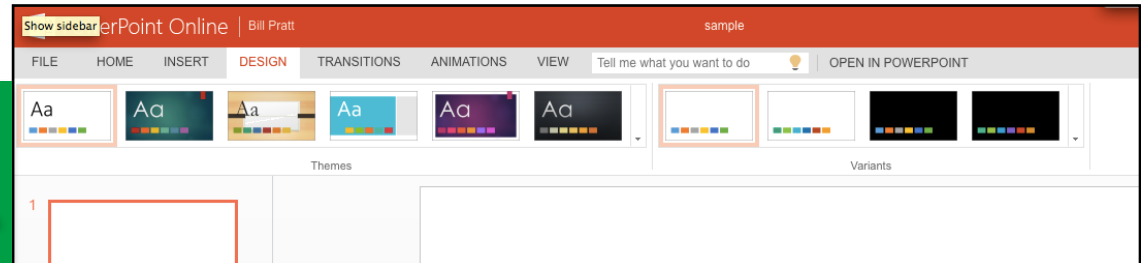 Show sidebar erPoint Online | Bill Pratt sample
FILE HOME INSERT DESIGN TRANSITIONS ANIMATIONS VIEW Tell me what you want to do OPEN IN POWERPOINT
Aa Aa Aa Aa Aa Aa
Themes Variants
1